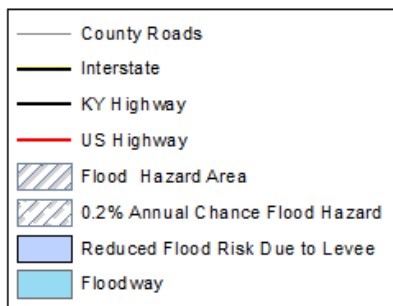 County Roads
Interstate
KY Highway
US Highway
Flood Hazard Area
0.2% Annual Chance Flood Hazard
Reduced Flood Risk Due to Levee
Floodway